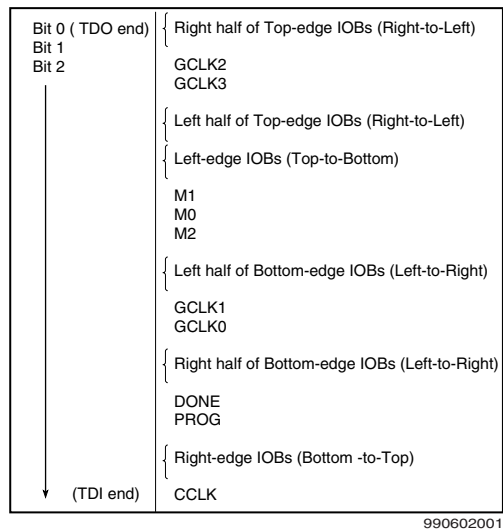 Bit 0 ( TDO end)
Bit 1
Bit 2
Right half of Top-edge IOBs (Right-to-Left)
GCLK2
GCLK3
Left half of Top-edge IOBs (Right-to-Left)
Left-edge IOBs (Top-to-Bottom)
M1
M0
M2
Left half of Bottom-edge IOBs (Left-to-Right)
GCLK1
GCLK0
Right half of Bottom-edge IOBs (Left-to-Right)
DONE
PROG
Right-edge IOBs (Bottom -to-Top)
(TDI end)
CCLK
990602001